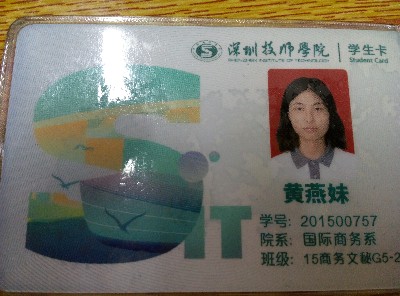 深圳技师學院 | 学生卡
SHENZHEN INSTITUTE OF TECHNOLOGY Student Card
SIT
黄燕妹
学号: 201500757
院系: 国际商务系
班级: 15商务文秘G5-2